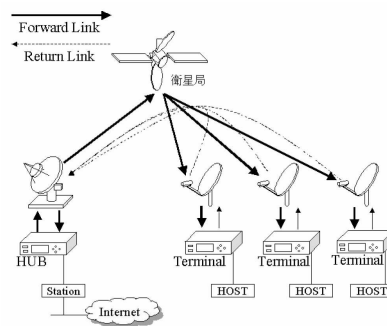 Forward Link
Return Link
衛星局
HUB
Terminal
Terminal
Terminal
Station
HOST
HOST
HOST
Internet